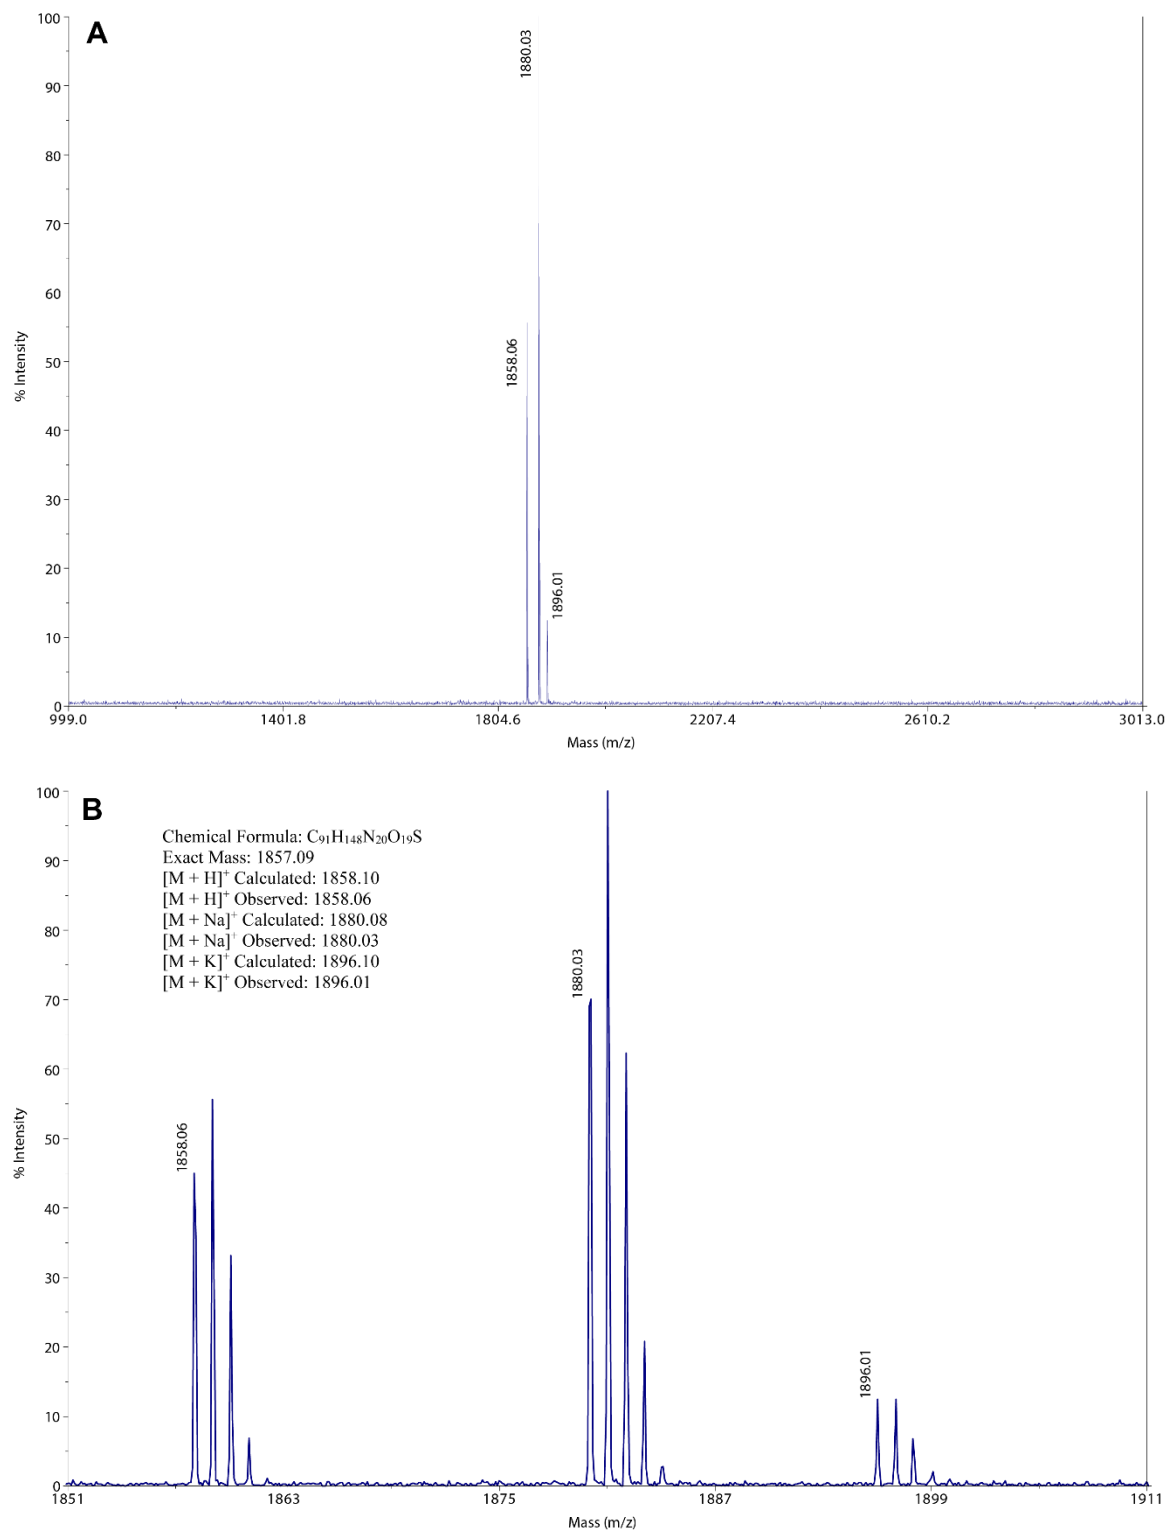 A
100
90
80
70
60
50
40
30
20
10
0
% Intensity
1880.03
1858.06
1896.01
999.0 1401.8 1804.6 2207.4 2610.2 3013.0
Mass (m/z)
B
100
90
80
70
60
50
40
30
20
10
0
% Intensity
Chemical Formula: C₉₁H₁₄₈N₂₀O₁₉S
Exact Mass: 1857.09
[M + H]⁺ Calculated: 1858.10
[M + H]⁺ Observed: 1858.06
[M + Na]⁺ Calculated: 1880.08
[M + Na]⁺ Observed: 1880.03
[M + K]⁺ Calculated: 1896.10
[M + K]⁺ Observed: 1896.01
1858.06
1880.03
1896.01
1851 1863 1875 1887 1899 1911
Mass (m/z)